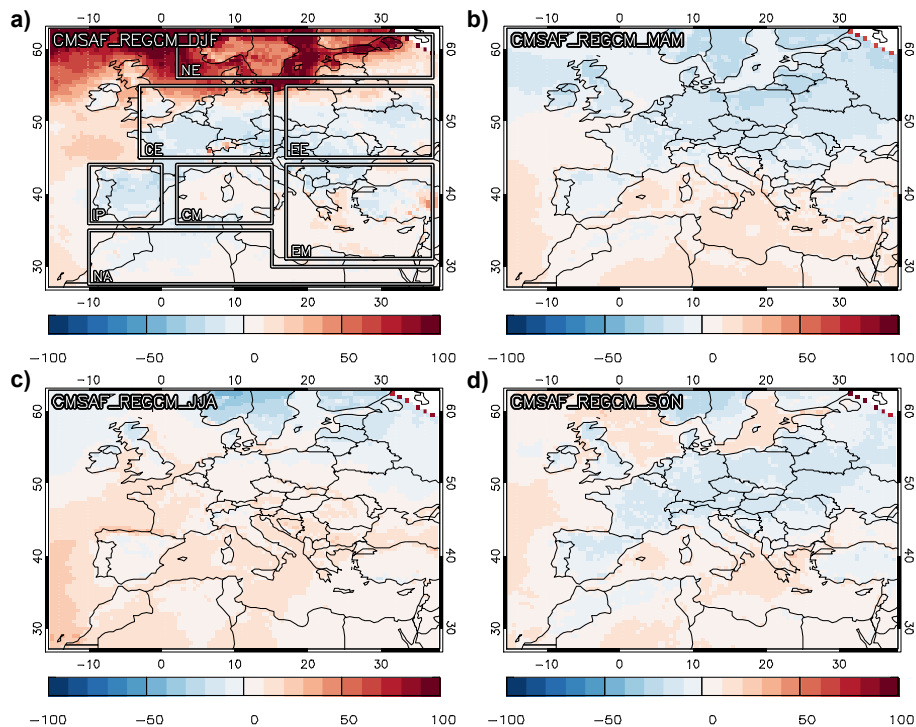 a)
b)
−10 0 10 20 30
−10 0 10 20 30
CMSAF_REGCM_DJF
CMSAF_REGCM_MAM
NE
CE
EE
IP
CM
EM
NA
60
50
40
30
60
50
40
30
60
50
40
30
60
50
40
30
−10 0 10 20 30
−10 0 10 20 30
−100 −50 0 50 100
−100 −50 0 50 100
c)
d)
−10 0 10 20 30
−10 0 10 20 30
CMSAF_REGCM_JJA
CMSAF_REGCM_SON
60
50
40
30
60
50
40
30
60
50
40
30
60
50
40
30
−10 0 10 20 30
−10 0 10 20 30
−100 −50 0 50 100
−100 −50 0 50 100